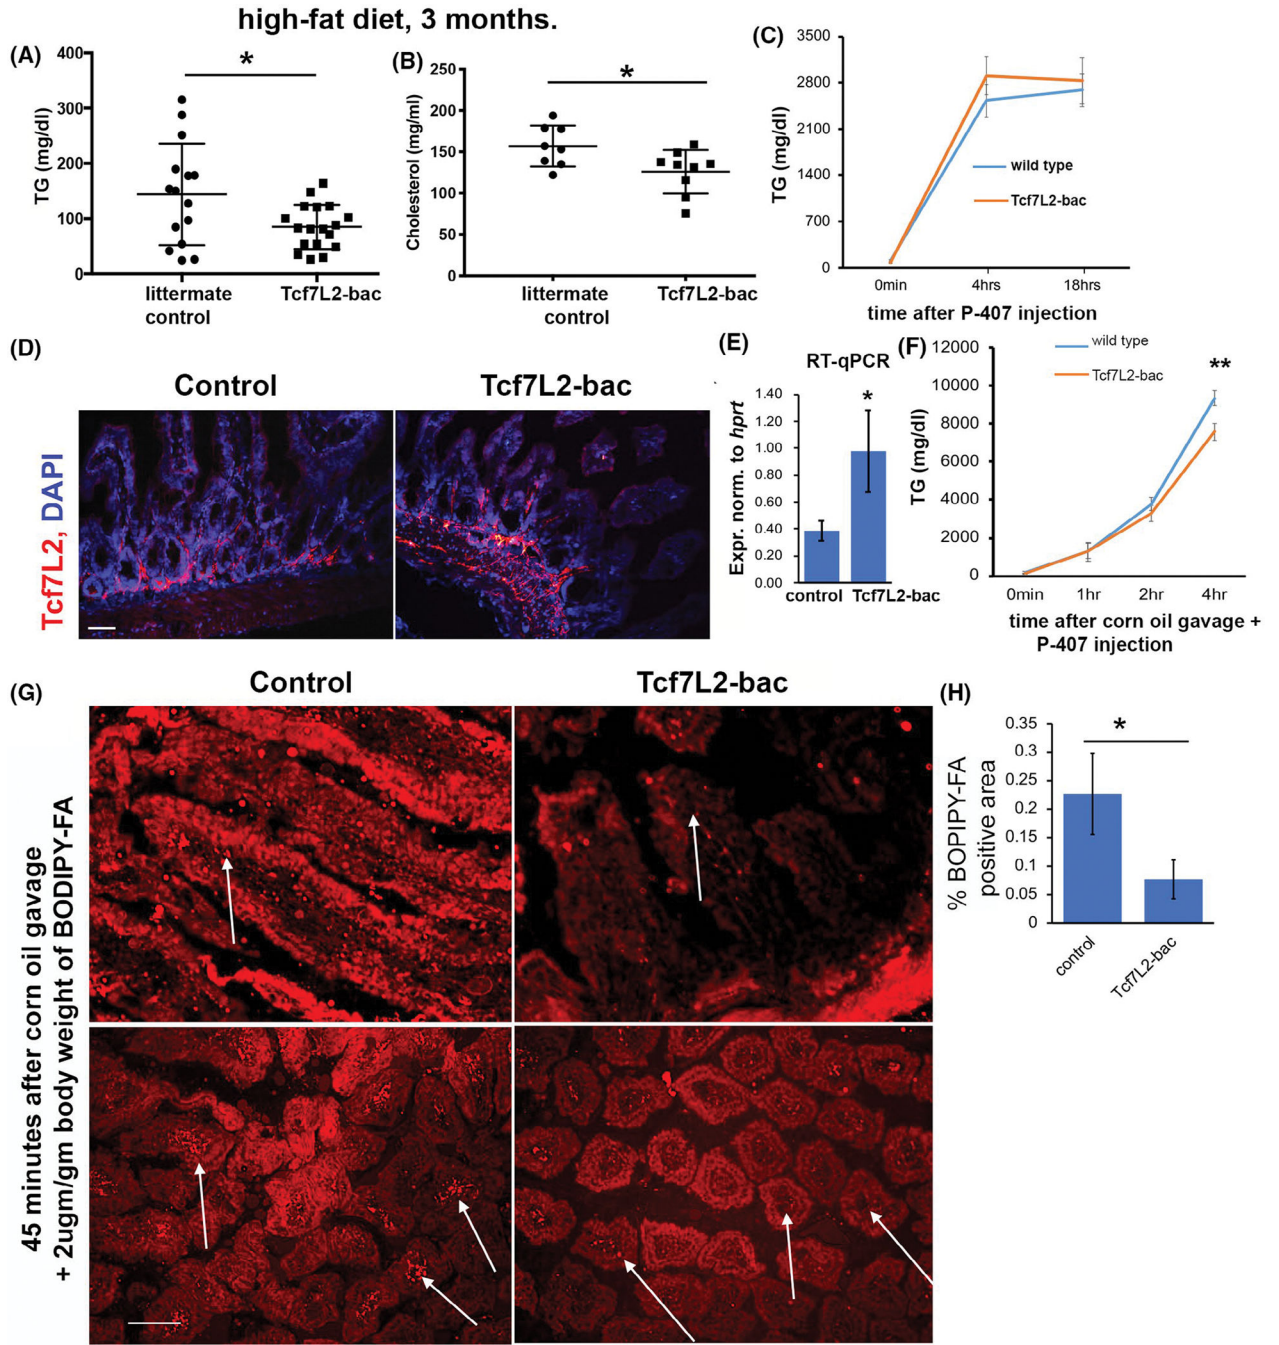 high-fat diet, 3 months.
(A)
400
300
200
100
0
TG (mg/dl)
*
littermate
control
Tcf7L2-bac
(B)
250
200
150
100
50
0
Cholesterol (mg/ml)
*
littermate
control
Tcf7L2-bac
(C)
3500
2800
2100
1400
700
0
TG (mg/dl)
wild type
Tcf7L2-bac
0min
4hrs
18hrs
time after P-407 injection
(D)
Control
Tcf7L2-bac
Tcf7L2, DAPI
(E)
RT-qPCR
1.40
1.20
1.00
0.80
0.60
0.40
0.20
0.00
Expr. norm. to hprt
*
control
Tcf7L2-bac
(F)
12000
10000
8000
6000
4000
2000
0
TG (mg/dl)
wild type
Tcf7L2-bac
**
0min
1hr
2hr
4hr
time after corn oil gavage +
P-407 injection
(G)
Control
Tcf7L2-bac
45 minutes after corn oil gavage
+ 2ugm/gm body weight of BODIPY-FA
(H)
0.35
0.3
0.25
0.2
0.15
0.1
0.05
0
% BOPIPY-FA
positive area
*
control
Tcf7L2-bac